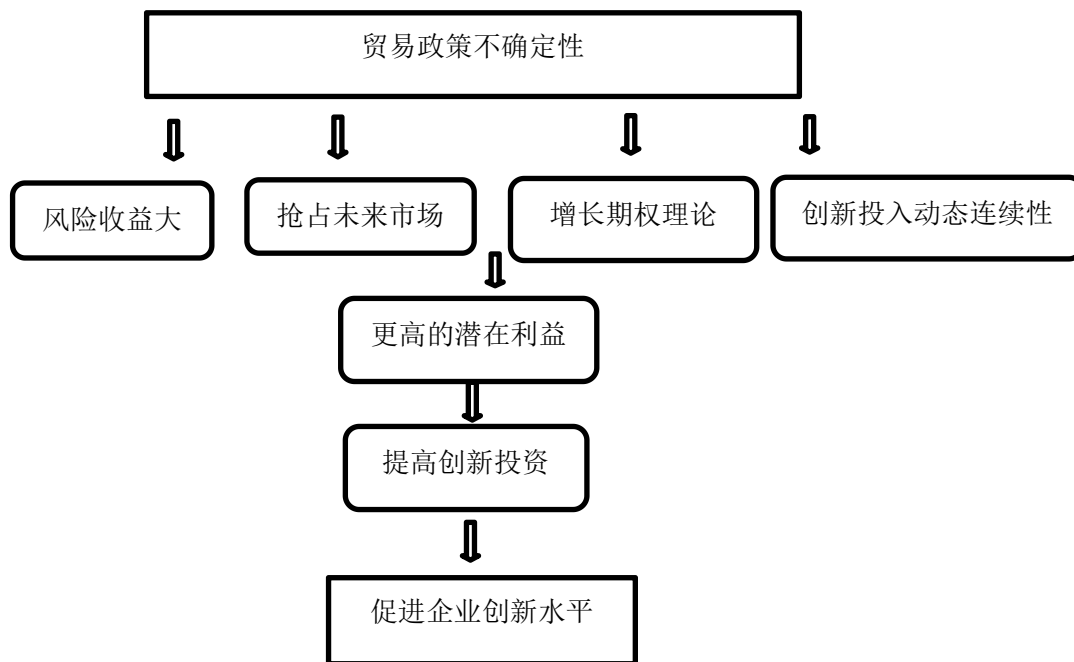 贸易政策不确定性
风险收益大
抢占未来市场
增长期权理论
创新投入动态连续性
更高的潜在利益
提高创新投资
促进企业创新水平